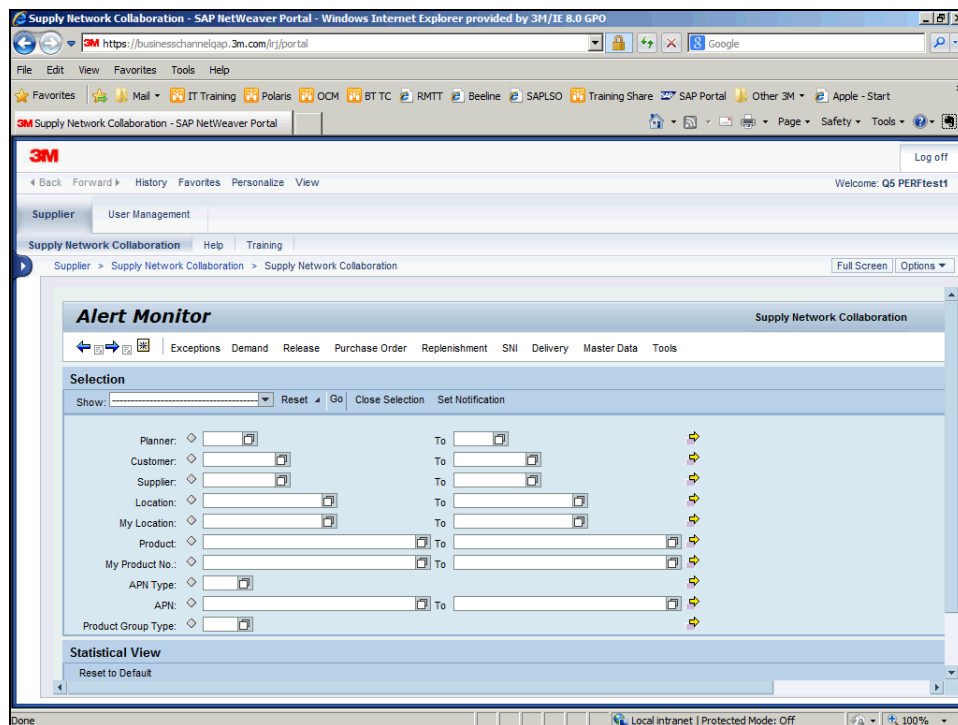 Supply Network Collaboration - SAP NetWeaver Portal - Windows Internet Explorer provided by 3M/IE 8.0 GPO
3M https://businesschannelqap.3m.com/irj/portal
Google
File Edit View Favorites Tools Help
Favorites Mail IT Training Polaris OCM BT TC RMTT Beeline SAPLSO Training Share SAP Portal Other 3M Apple - Start
3M Supply Network Collaboration - SAP NetWeaver Portal Page Safety Tools
3M Log off
Back Forward History Favorites Personalize View Welcome: Q5 PERFtest1
Supplier User Management
Supply Network Collaboration Help Training
Supplier > Supply Network Collaboration > Supply Network Collaboration Full Screen Options
Alert Monitor Supply Network Collaboration
Exceptions Demand Release Purchase Order Replenishment SNI Delivery Master Data Tools
Selection
Show: Reset Go Close Selection Set Notification
Planner: To
Customer: To
Supplier: To
Location: To
My Location: To
Product: To
My Product No.: To
APN Type:
APN: To
Product Group Type:
Statistical View
Reset to Default
Done Local intranet | Protected Mode: Off 100%